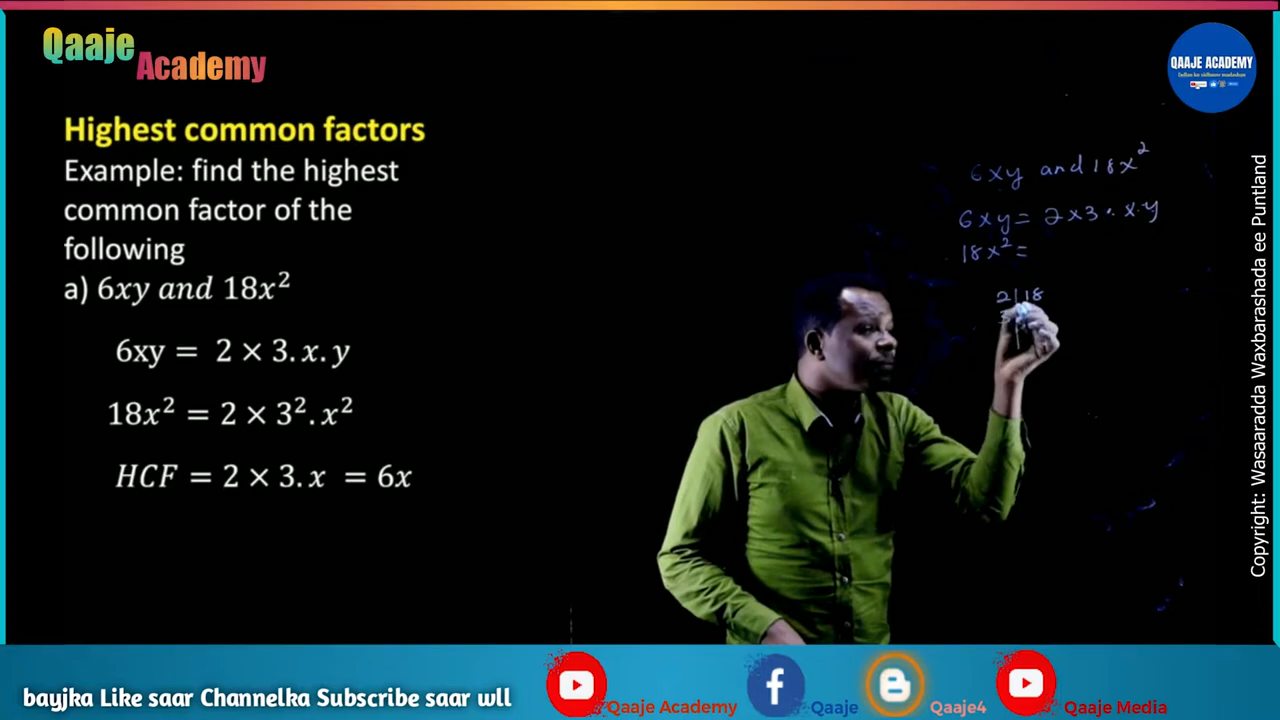 Qaaje
Academy
QAAJE ACADEMY
Highest common factors
Example: find the highest
common factor of the
following
a) 6xy and 18x²
6xy = 2 × 3. x. y
18x² = 2 × 3². x²
HCF = 2 × 3. x = 6x
6xy and 18x²
6xy = 2×3·x·y
18x² =
2|18
Copyright: Wasaaradda Waxbarashada ee Puntland
bayjka Like saar Channelka Subscribe saar wll
Qaaje Academy
Qaaje
Qaaje4
Qaaje Media